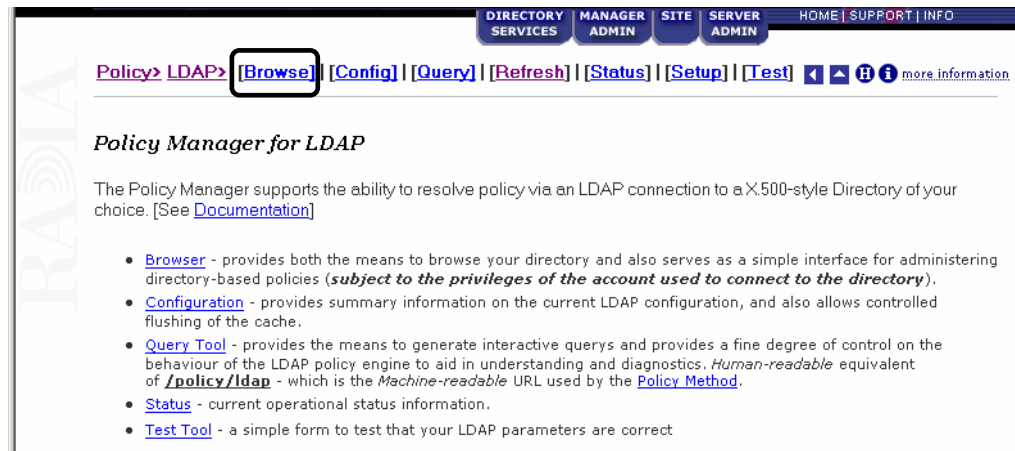 DIRECTORY SERVICES MANAGER ADMIN SITE SERVER ADMIN HOME | SUPPORT | INFO
Policy> LDAP> [Browse] | [Config] | [Query] | [Refresh] | [Status] | [Setup] | [Test] H i more information
RADIA
Policy Manager for LDAP
The Policy Manager supports the ability to resolve policy via an LDAP connection to a X.500-style Directory of your
choice. [See Documentation]
• Browser - provides both the means to browse your directory and also serves as a simple interface for administering
directory-based policies (subject to the privileges of the account used to connect to the directory).
• Configuration - provides summary information on the current LDAP configuration, and also allows controlled
flushing of the cache.
• Query Tool - provides the means to generate interactive querys and provides a fine degree of control on the
behaviour of the LDAP policy engine to aid in understanding and diagnostics. Human-readable equivalent
of /policy/ldap - which is the Machine-readable URL used by the Policy Method.
• Status - current operational status information.
• Test Tool - a simple form to test that your LDAP parameters are correct